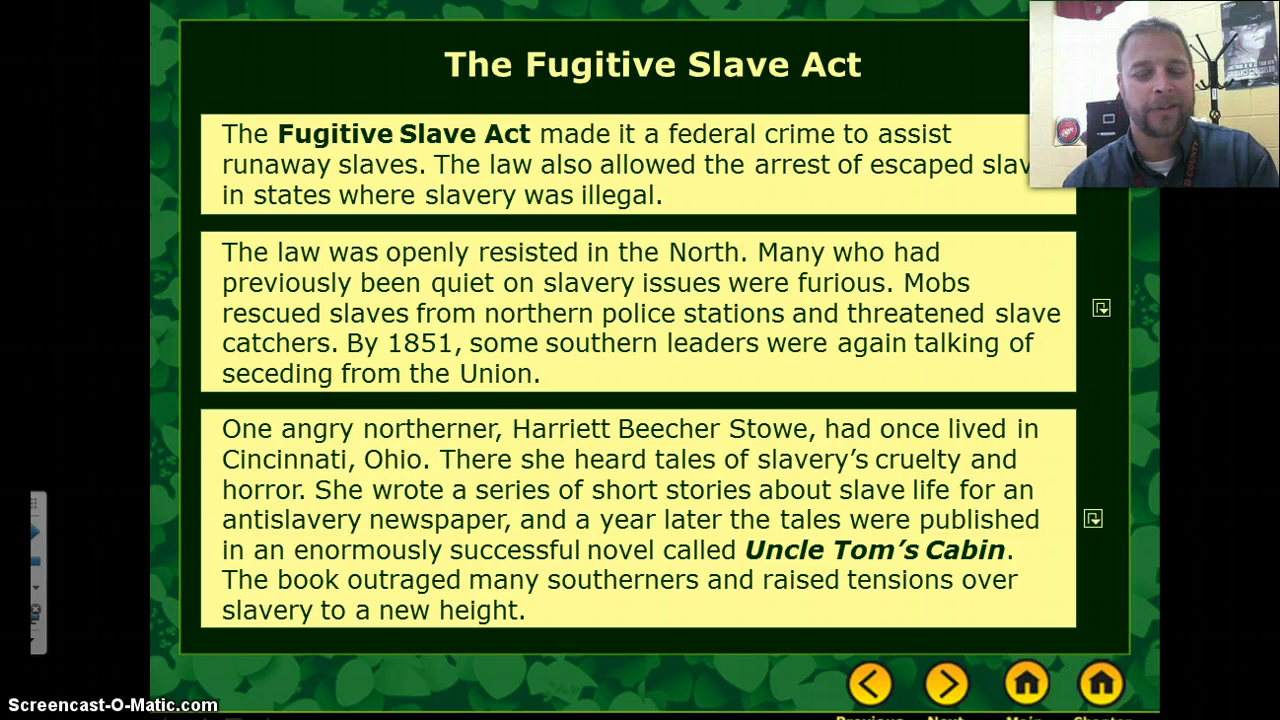 The Fugitive Slave Act
The Fugitive Slave Act made it a federal crime to assist
runaway slaves. The law also allowed the arrest of escaped slav
in states where slavery was illegal.
The law was openly resisted in the North. Many who had
previously been quiet on slavery issues were furious. Mobs
rescued slaves from northern police stations and threatened slave
catchers. By 1851, some southern leaders were again talking of
seceding from the Union.
One angry northerner, Harriett Beecher Stowe, had once lived in
Cincinnati, Ohio. There she heard tales of slavery’s cruelty and
horror. She wrote a series of short stories about slave life for an
antislavery newspaper, and a year later the tales were published
in an enormously successful novel called Uncle Tom’s Cabin.
The book outraged many southerners and raised tensions over
slavery to a new height.
Previous Next Main Chapter
Screencast-O-Matic.com